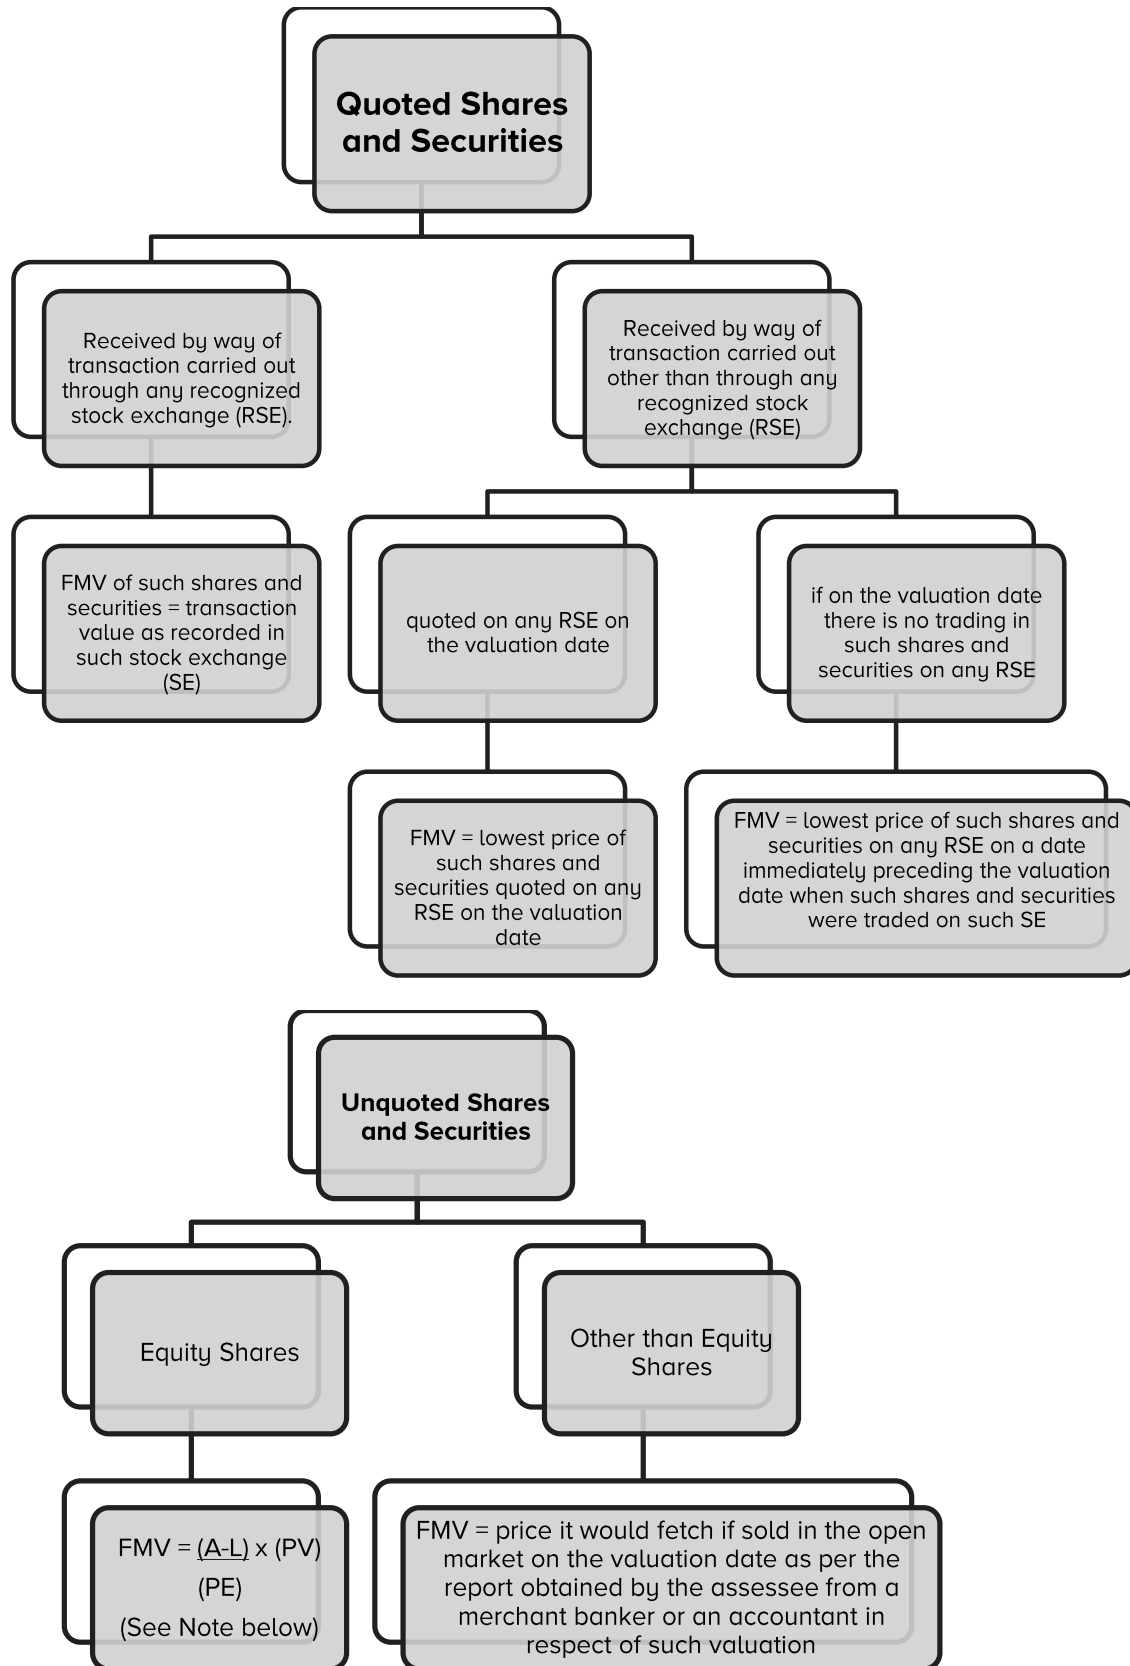 Quoted Shares
and Securities
Received by way of
transaction carried out
through any recognized
stock exchange (RSE).
Received by way of
transaction carried out
other than through any
recognized stock
exchange (RSE)
FMV of such shares and
securities = transaction
value as recorded in
such stock exchange
(SE)
quoted on any RSE on
the valuation date
if on the valuation date
there is no trading in
such shares and
securities on any RSE
FMV = lowest price of
such shares and
securities quoted on any
RSE on the valuation
date
FMV = lowest price of such shares and
securities on any RSE on a date
immediately preceding the valuation
date when such shares and securities
were traded on such SE
Unquoted Shares
and Securities
Equity Shares
Other than Equity
Shares
FMV = (A-L) x (PV)
(PE)
(See Note below)
FMV = price it would fetch if sold in the open
market on the valuation date as per the
report obtained by the assessee from a
merchant banker or an accountant in
respect of such valuation